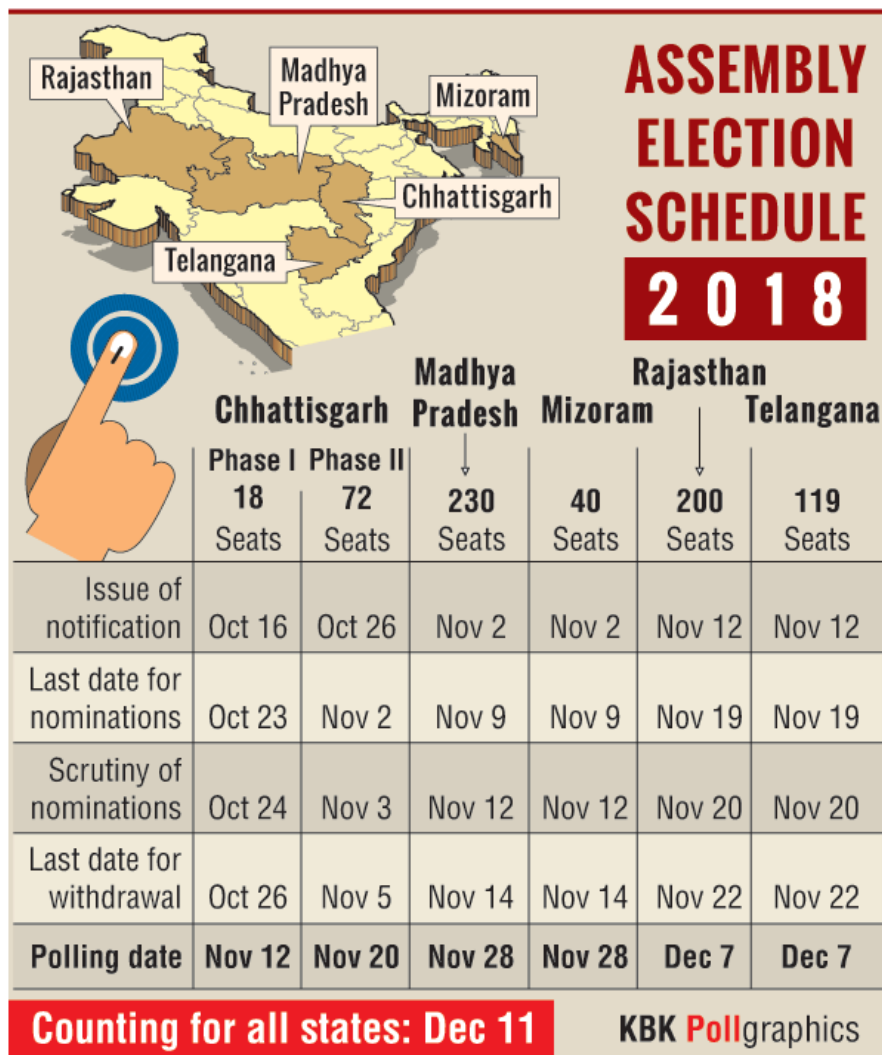 Rajasthan
Madhya
Pradesh
Mizoram
Chhattisgarh
Telangana
ASSEMBLY
ELECTION
SCHEDULE
2018
Chhattisgarh
Madhya
Pradesh
Mizoram
Rajasthan
Telangana
Phase I Phase II
18 72 230 40 200 119
Seats Seats Seats Seats Seats Seats
Issue of
notification Oct 16 Oct 26 Nov 2 Nov 2 Nov 12 Nov 12
Last date for
nominations Oct 23 Nov 2 Nov 9 Nov 9 Nov 19 Nov 19
Scrutiny of
nominations Oct 24 Nov 3 Nov 12 Nov 12 Nov 20 Nov 20
Last date for
withdrawal Oct 26 Nov 5 Nov 14 Nov 14 Nov 22 Nov 22
Polling date Nov 12 Nov 20 Nov 28 Nov 28 Dec 7 Dec 7
Counting for all states: Dec 11
KBK Pollgraphics